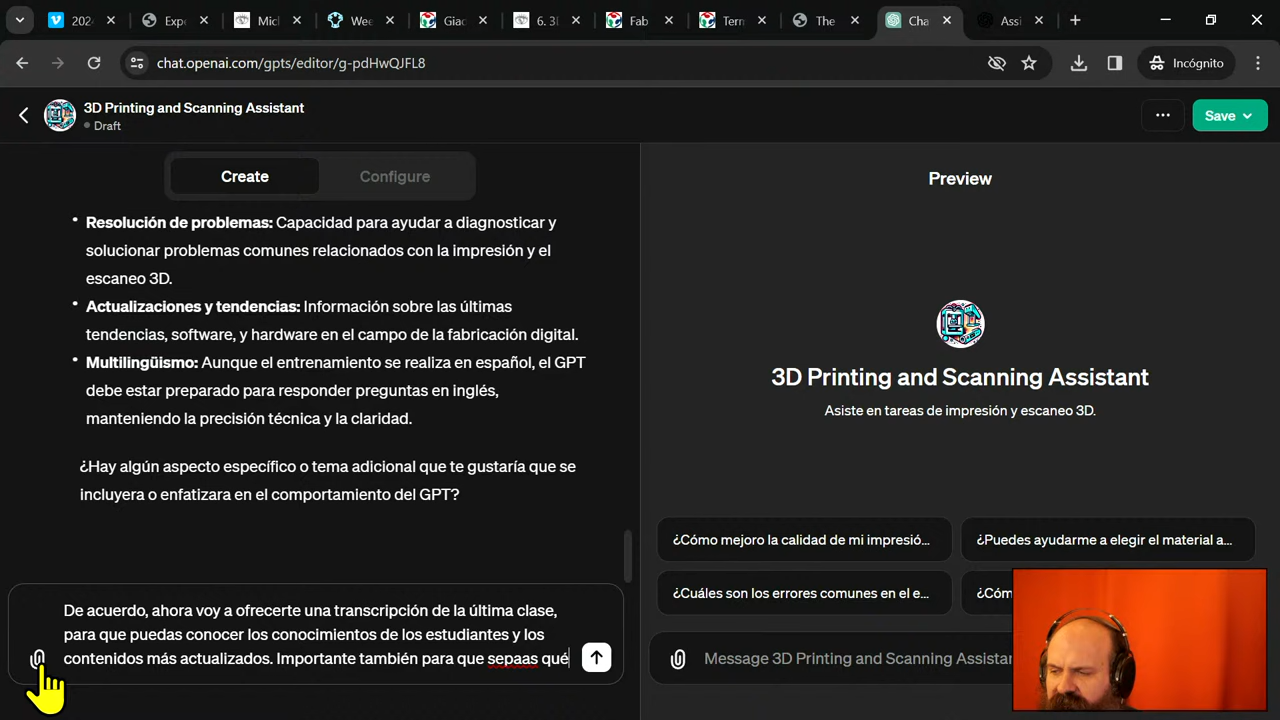 2024
Expe
Mich
Wee
Giac
6. 3I
Fab
Terr
The
Cha
Assi
chat.openai.com/gpts/editor/g-pdHwQJFL8
Incógnito
3D Printing and Scanning Assistant
Draft
Save
Create
Configure
Preview
• Resolución de problemas: Capacidad para ayudar a diagnosticar y
solucionar problemas comunes relacionados con la impresión y el
escaneo 3D.
• Actualizaciones y tendencias: Información sobre las últimas
tendencias, software, y hardware en el campo de la fabricación digital.
• Multilingüismo: Aunque el entrenamiento se realiza en español, el GPT
debe estar preparado para responder preguntas en inglés,
manteniendo la precisión técnica y la claridad.
¿Hay algún aspecto específico o tema adicional que te gustaría que se
incluyera o enfatizara en el comportamiento del GPT?
De acuerdo, ahora voy a ofrecerte una transcripción de la última clase,
para que puedas conocer los conocimientos de los estudiantes y los
contenidos más actualizados. Importante también para que sepaas qué
3D Printing and Scanning Assistant
Asiste en tareas de impresión y escaneo 3D.
¿Cómo mejoro la calidad de mi impresió...
¿Puedes ayudarme a elegir el material a...
¿Cuáles son los errores comunes en el e...
¿Cóm
Message 3D Printing and Scanning Assistan